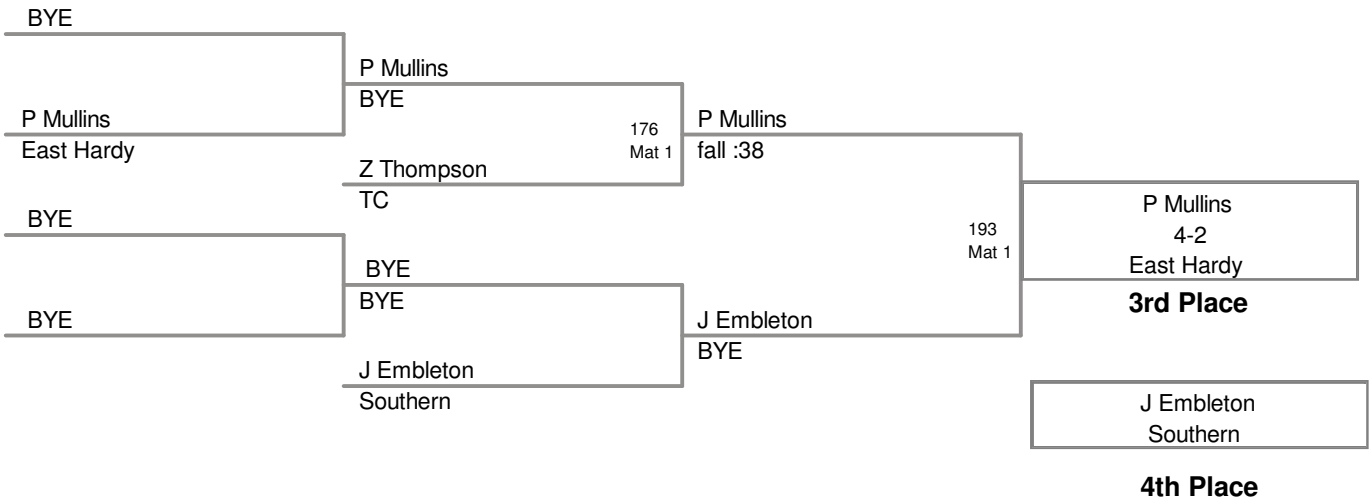 BYE
P Mullins
BYE
P Mullins
East Hardy
176
Mat 1
P Mullins
fall :38
Z Thompson
TC
BYE
BYE
BYE
BYE
J Embleton
Southern
J Embleton
BYE
193
Mat 1
P Mullins
4-2
East Hardy
3rd Place
J Embleton
Southern
4th Place